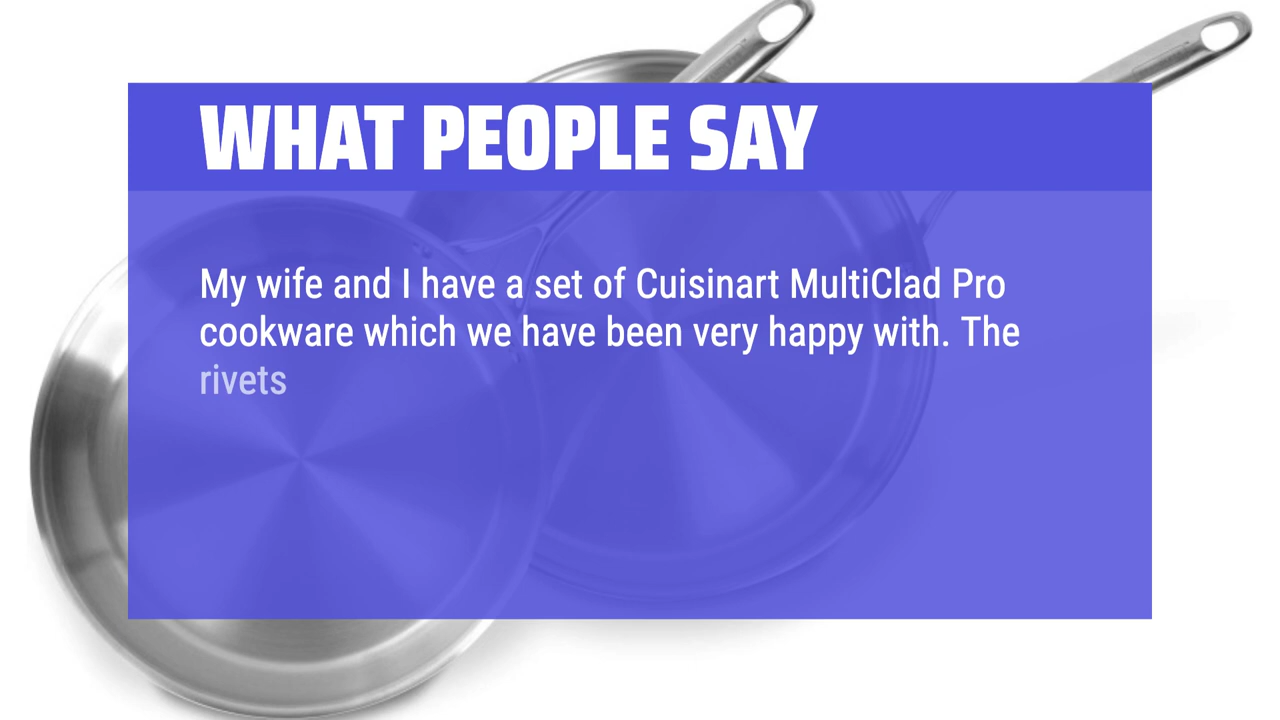 WHAT PEOPLE SAY
My wife and I have a set of Cuisinart MultiClad Pro
cookware which we have been very happy with. The
rivets